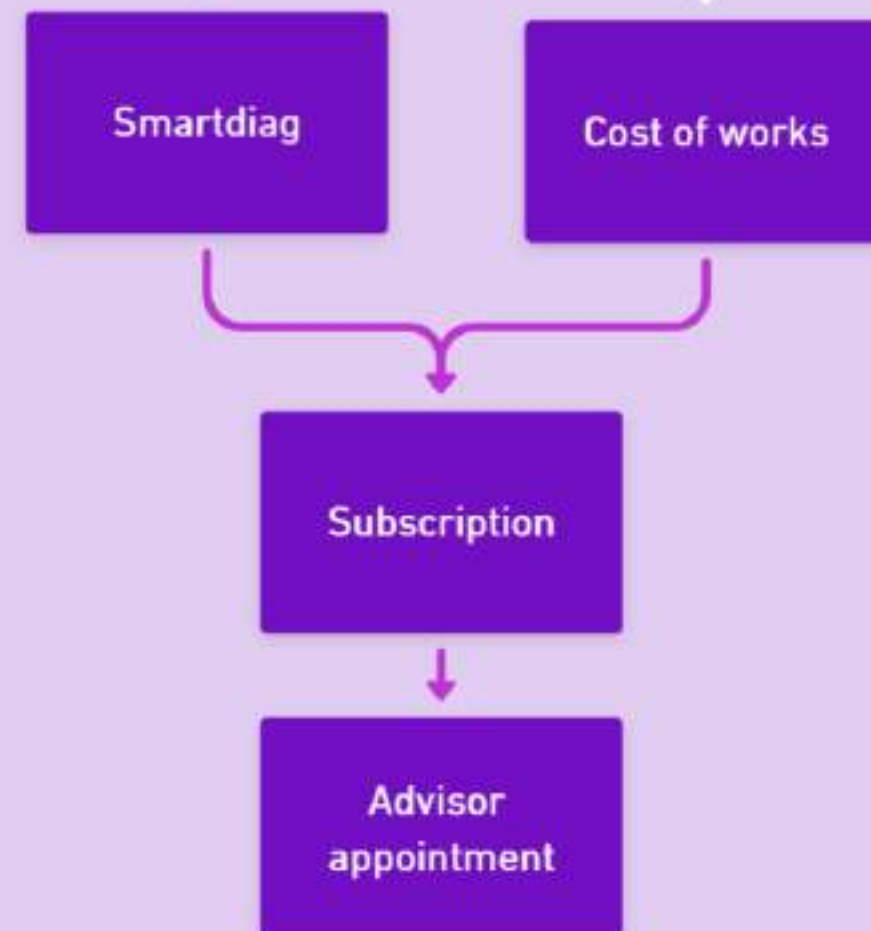 Smartdiag
Cost of works
Subscription
Advisor
appointment